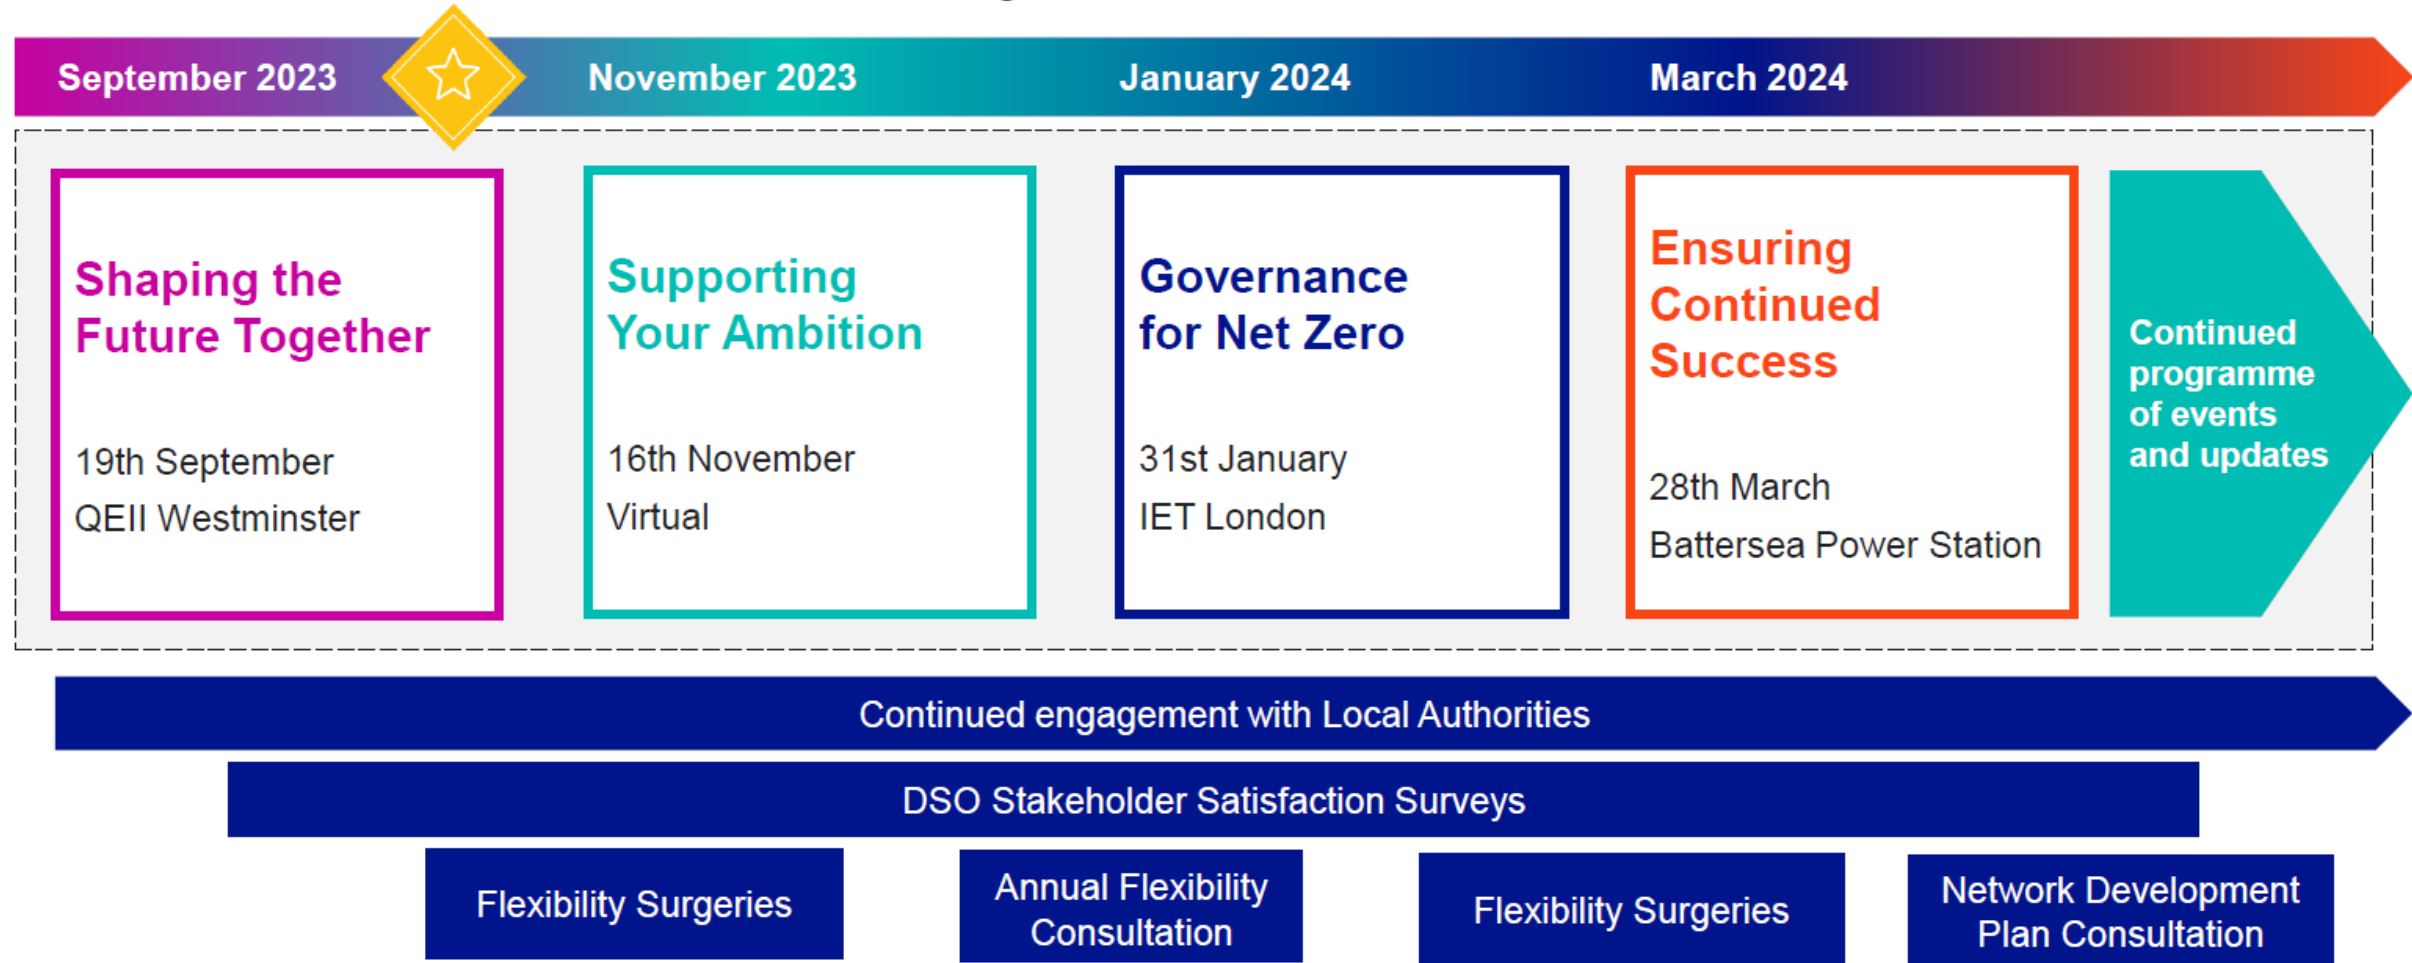 September 2023
November 2023
January 2024
March 2024
Shaping the
Future Together
19th September
QEII Westminster
Supporting
Your Ambition
16th November
Virtual
Governance
for Net Zero
31st January
IET London
Ensuring
Continued
Success
28th March
Battersea Power Station
Continued
programme
of events
and updates
Continued engagement with Local Authorities
DSO Stakeholder Satisfaction Surveys
Flexibility Surgeries
Annual Flexibility
Consultation
Flexibility Surgeries
Network Development
Plan Consultation